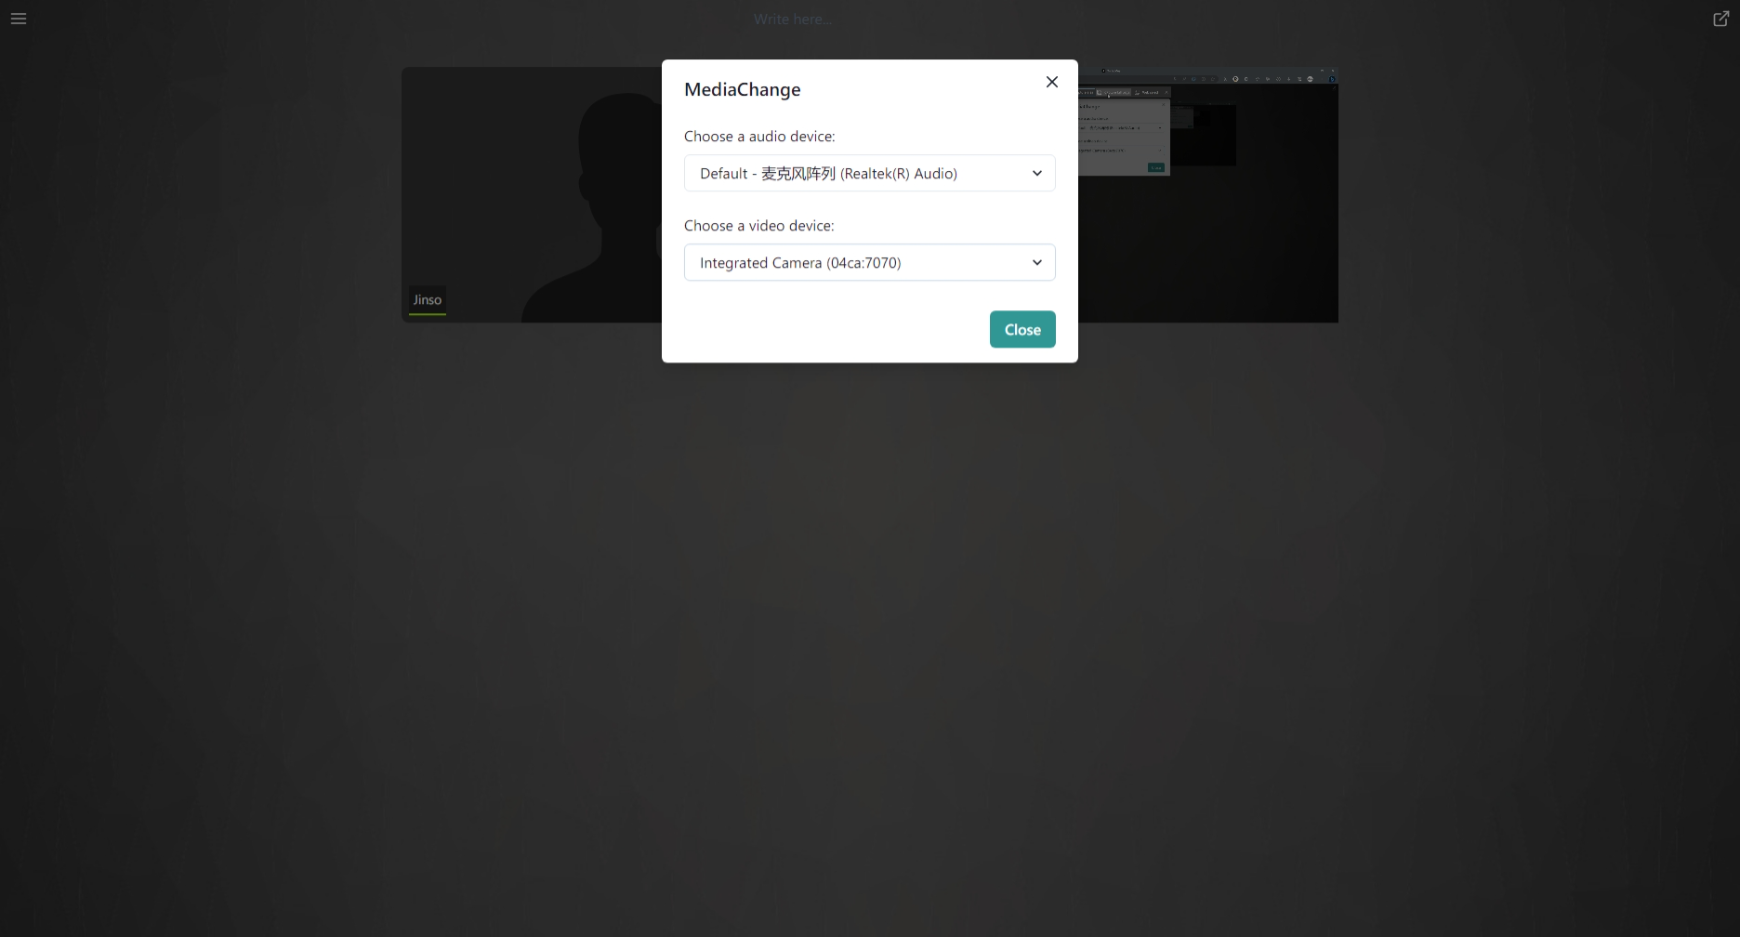 Write here...
MediaChange
Choose a audio device:
Default - 麦克风阵列 (Realtek(R) Audio)
Choose a video device:
Integrated Camera (04ca:7070)
Jinso
Close